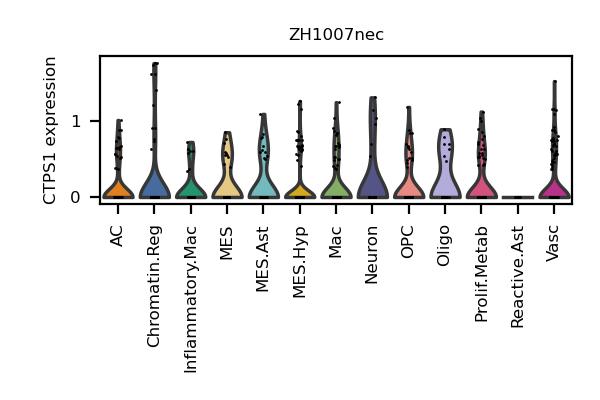 ZH1007nec
CTPS1 expression
1
0
AC
Chromatin.Reg
Inflammatory.Mac
MES
MES.Ast
MES.Hyp
Mac
Neuron
OPC
Oligo
Prolif.Metab
Reactive.Ast
Vasc